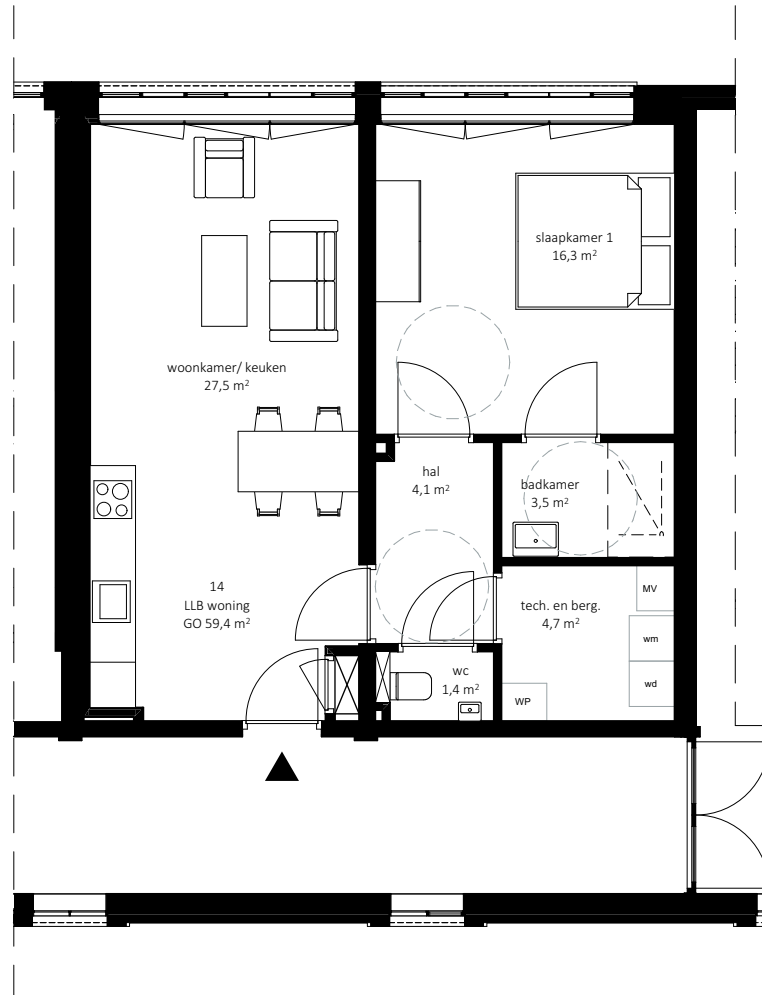 slaapkamer 1
16,3 m²
woonkamer/ keuken
27,5 m²
hal
4,1 m²
badkamer
3,5 m²
14
LLB woning
GO 59,4 m²
tech. en berg.
4,7 m²
MV
wm
wd
wc
1,4 m²
WP